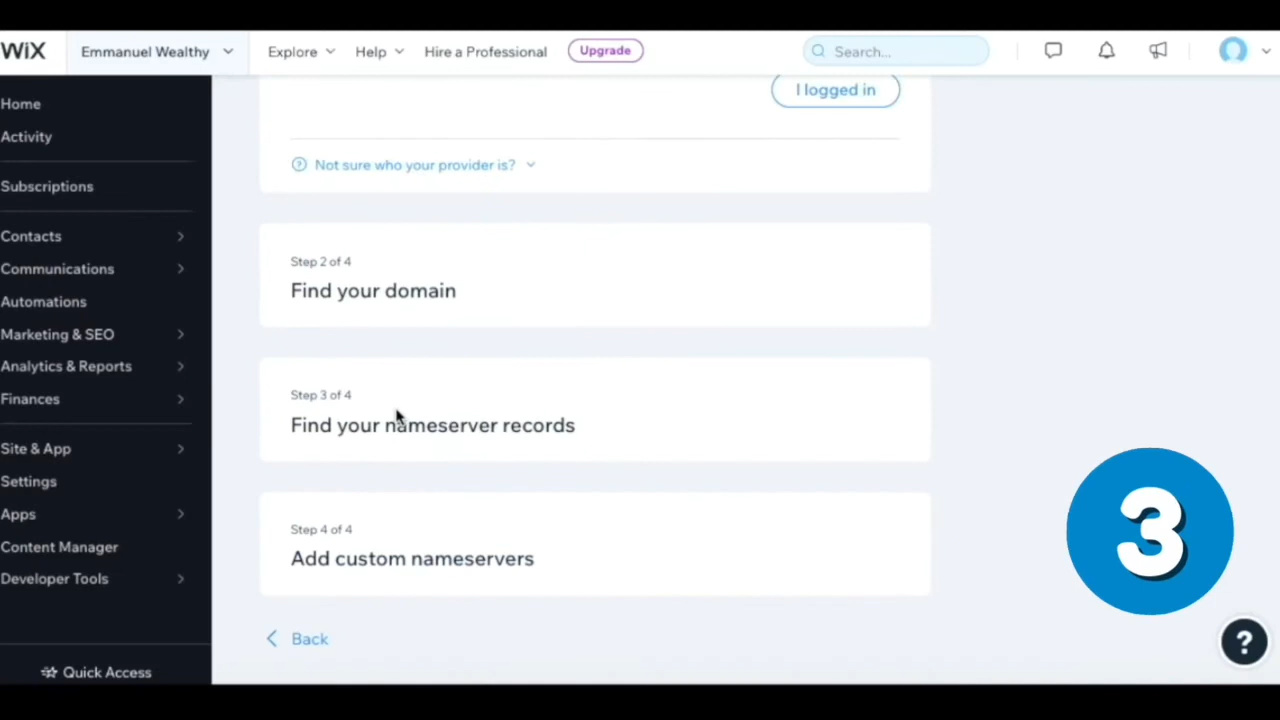 WiX
Emmanuel Wealthy
Explore
Help
Hire a Professional
Upgrade
Search...
Home
Activity
Subscriptions
Contacts
Communications
Automations
Marketing & SEO
Analytics & Reports
Finances
Site & App
Settings
Apps
Content Manager
Developer Tools
Quick Access
I logged in
Not sure who your provider is?
Step 2 of 4
Find your domain
Step 3 of 4
Find your nameserver records
Step 4 of 4
Add custom nameservers
Back
3
?